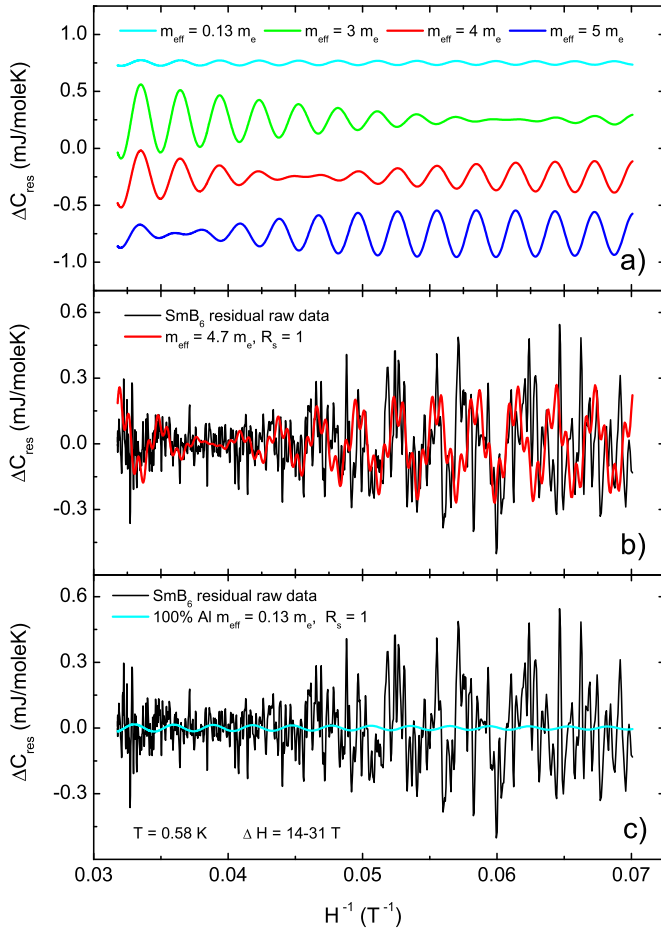 m_eff = 0.13 m_e m_eff = 3 m_e m_eff = 4 m_e m_eff = 5 m_e
1.0
0.5
0.0
-0.5
-1.0
ΔC_res (mJ/moleK)
a)
SmB_6 residual raw data
m_eff = 4.7 m_e, R_s = 1
0.6
0.3
0.0
-0.3
ΔC_res (mJ/moleK)
b)
SmB_6 residual raw data
100% Al m_eff = 0.13 m_e, R_s = 1
0.6
0.3
0.0
-0.3
ΔC_res (mJ/moleK)
T = 0.58 K Δ H = 14-31 T
c)
0.03 0.04 0.05 0.06 0.07
H^-1 (T^-1)